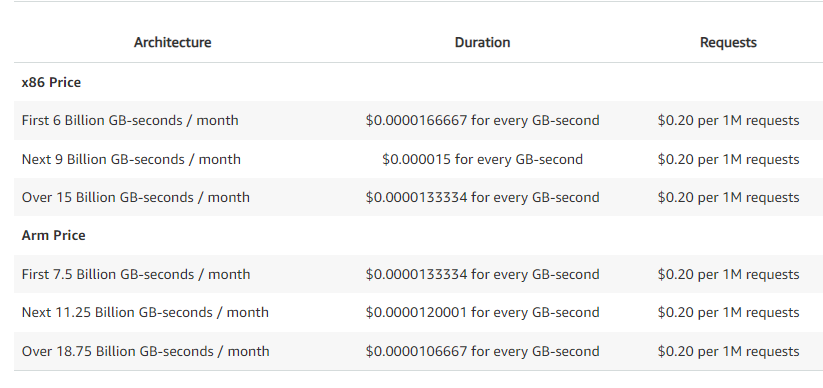 Architecture Duration Requests
x86 Price
First 6 Billion GB-seconds / month $0.0000166667 for every GB-second $0.20 per 1M requests
Next 9 Billion GB-seconds / month $0.000015 for every GB-second $0.20 per 1M requests
Over 15 Billion GB-seconds / month $0.0000133334 for every GB-second $0.20 per 1M requests
Arm Price
First 7.5 Billion GB-seconds / month $0.0000133334 for every GB-second $0.20 per 1M requests
Next 11.25 Billion GB-seconds / month $0.0000120001 for every GB-second $0.20 per 1M requests
Over 18.75 Billion GB-seconds / month $0.0000106667 for every GB-second $0.20 per 1M requests